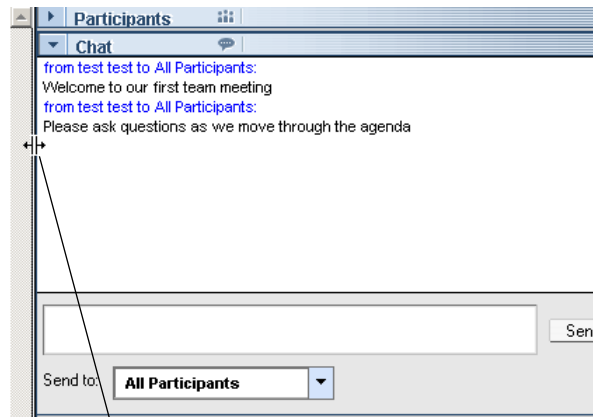 Participants
Chat
from test test to All Participants:
Welcome to our first team meeting
from test test to All Participants:
Please ask questions as we move through the agenda
Sen
Send to:
All Participants